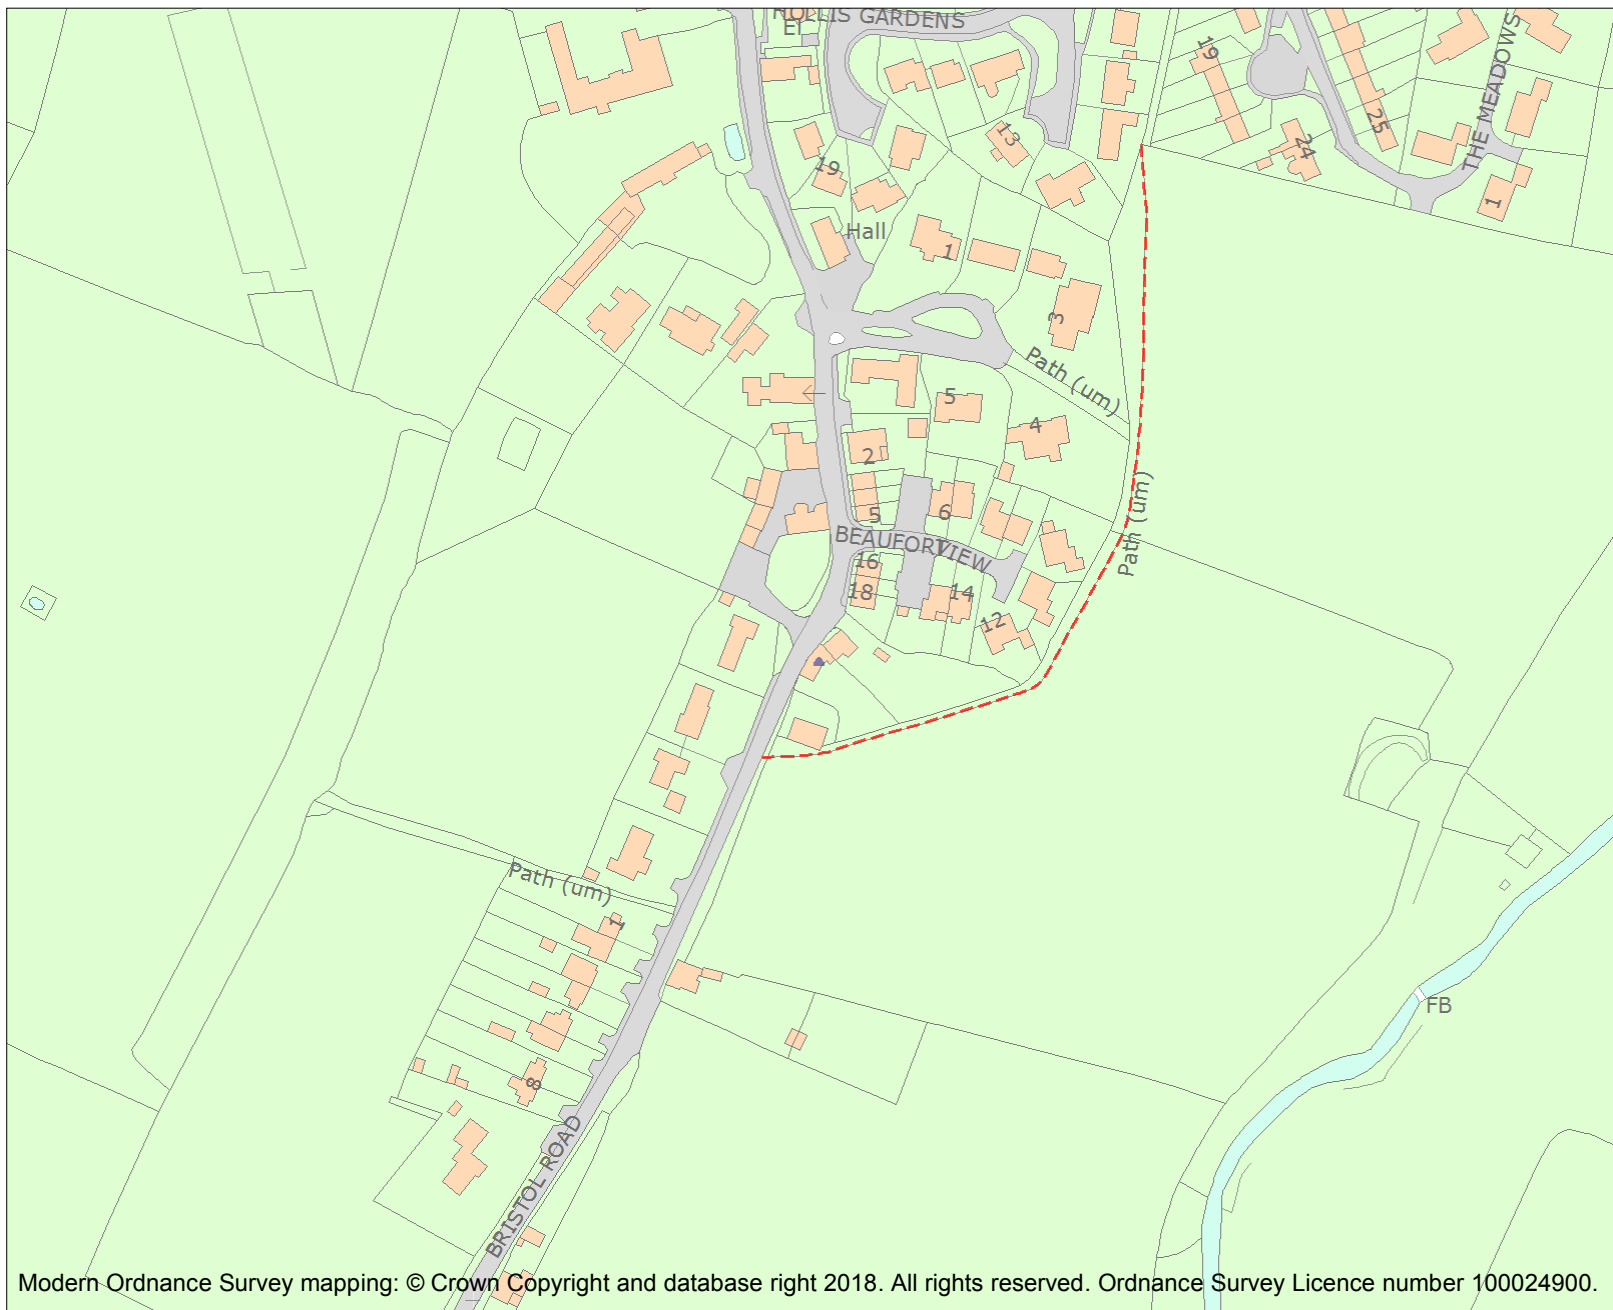 HOLLIS GARDENS
El
19
25
THE MEADOWS
13
24
19
1
Hall
1
3
Path (um)
5
4
2
5
6
Path (um)
BEAUFORT VIEW
16
18
14
12
Path (um)
1
8
FB
BRISTOL ROAD
Modern Ordnance Survey mapping: © Crown Copyright and database right 2018. All rights reserved. Ordnance Survey Licence number 100024900.